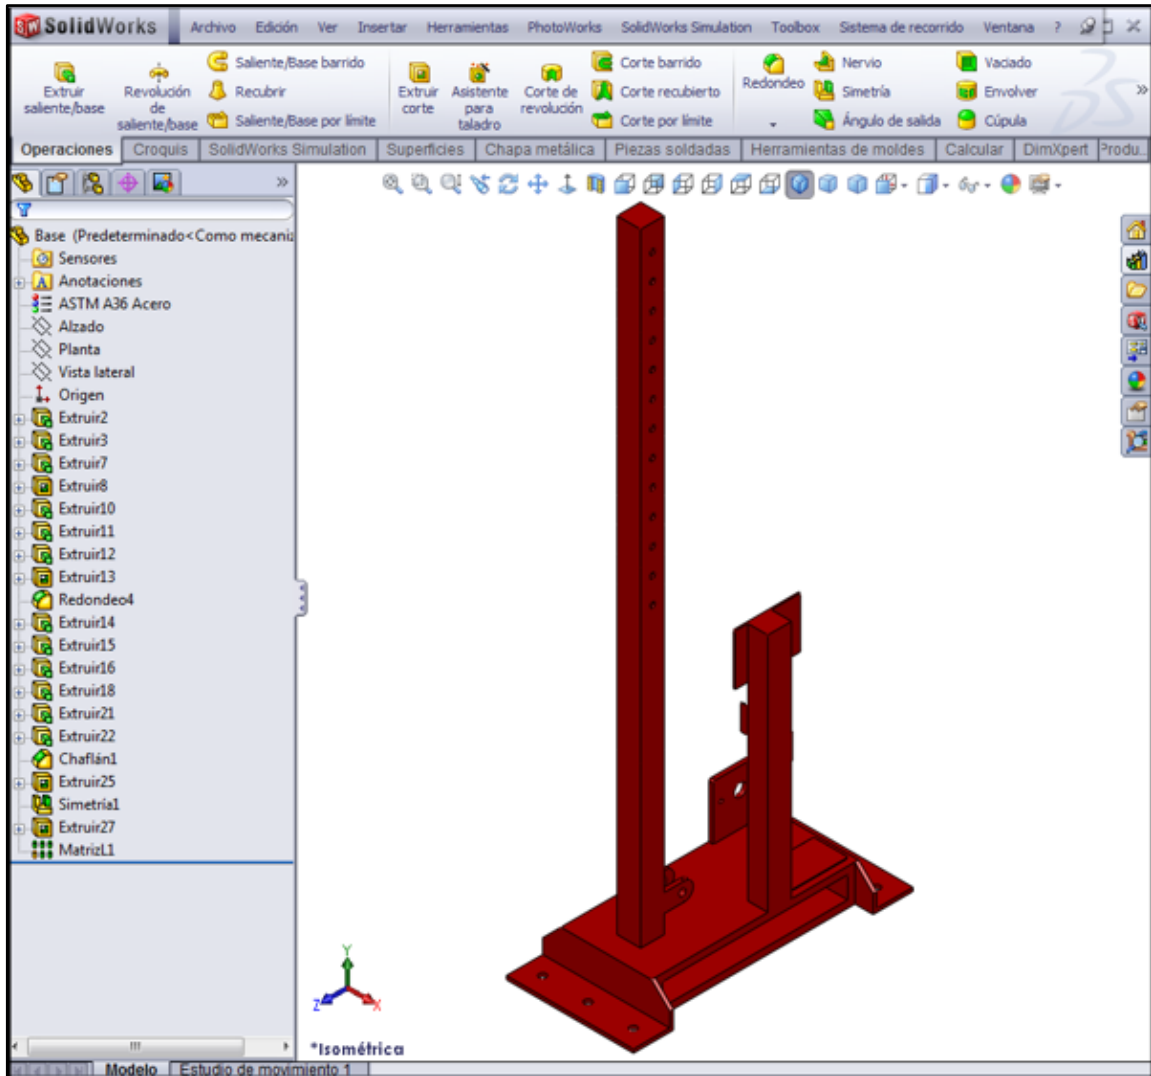 SolidWorks Archivo Edición Ver Insertar Herramientas PhotoWorks SolidWorks Simulation Toolbox Sistema de recorrido Ventana ?
Extruir saliente/base
Revolución de saliente/base
Saliente/Base barrido
Recubrir
Saliente/Base por límite
Extruir corte
Asistente para taladro
Corte de revolución
Corte barrido
Corte recubierto
Corte por límite
Redondeo
Nervio
Simetría
Ángulo de salida
Vaciado
Envolver
Cúpula
Operaciones Croquis SolidWorks Simulation Superficies Chapa metálica Piezas soldadas Herramientas de moldes Calcular DimXpert Produ...
Base (Predeterminado<Como mecaniz
Sensores
Anotaciones
ASTM A36 Acero
Alzado
Planta
Vista lateral
Origen
Extruir2
Extruir3
Extruir7
Extruir8
Extruir10
Extruir11
Extruir12
Extruir13
Redondeo4
Extruir14
Extruir15
Extruir16
Extruir18
Extruir21
Extruir22
Chaflán1
Extruir25
Simetría1
Extruir27
MatrizL1
Y
Z X
*Isométrica
Modelo Estudio de movimiento 1